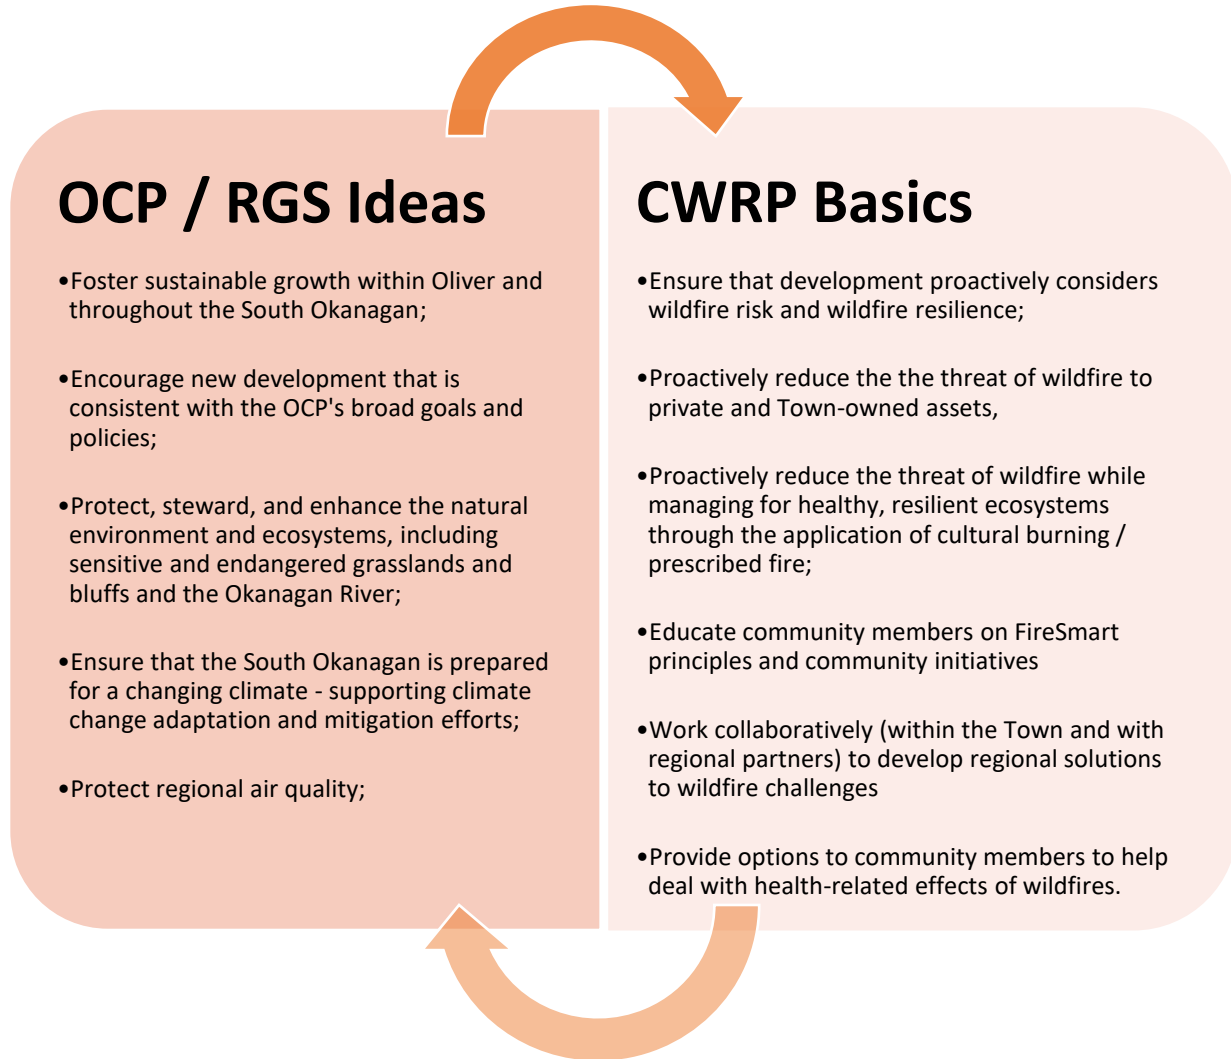 OCP / RGS Ideas
•Foster sustainable growth within Oliver and
throughout the South Okanagan;
•Encourage new development that is
consistent with the OCP's broad goals and
policies;
•Protect, steward, and enhance the natural
environment and ecosystems, including
sensitive and endangered grasslands and
bluffs and the Okanagan River;
•Ensure that the South Okanagan is prepared
for a changing climate - supporting climate
change adaptation and mitigation efforts;
•Protect regional air quality;
CWRP Basics
•Ensure that development proactively considers
wildfire risk and wildfire resilience;
•Proactively reduce the the threat of wildfire to
private and Town-owned assets,
•Proactively reduce the threat of wildfire while
managing for healthy, resilient ecosystems
through the application of cultural burning /
prescribed fire;
•Educate community members on FireSmart
principles and community initiatives
•Work collaboratively (within the Town and with
regional partners) to develop regional solutions
to wildfire challenges
•Provide options to community members to help
deal with health-related effects of wildfires.